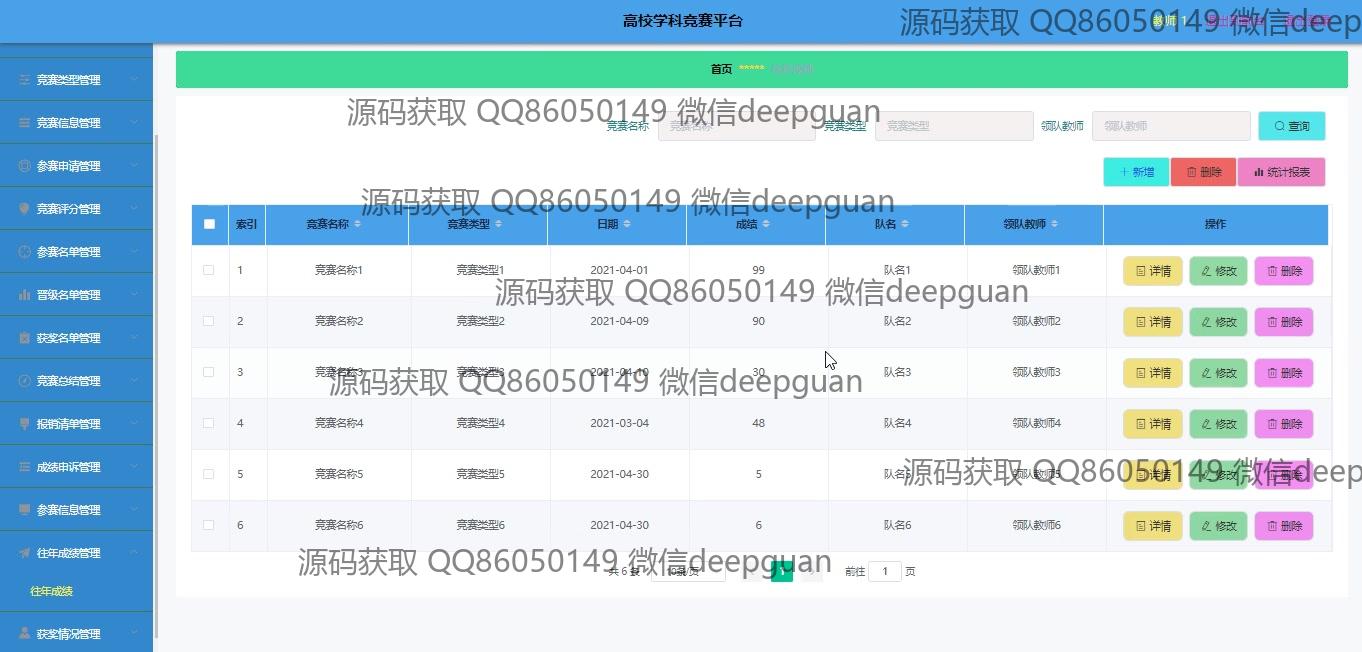 高校学科竞赛平台
教师 1
源码获取 QQ86050149 微信deep
首页 *****
源码获取 QQ86050149 微信deepguan
竞赛名称 竞赛名称 竞赛类型 竞赛类型 领队教师 领队教师 查询
新增 删除 统计报表
源码获取 QQ86050149 微信deepguan
索引 竞赛名称 竞赛类型 日期 成绩 队名 领队教师 操作
1 竞赛名称1 竞赛类型1 2021-04-01 99 队名1 领队教师1 详情 修改 删除
源码获取 QQ86050149 微信deepguan
2 竞赛名称2 竞赛类型2 2021-04-09 90 队名2 领队教师2 详情 修改 删除
3 竞赛名称3 竞赛类型3 2021-04-10 30 队名3 领队教师3 详情 修改 删除
源码获取 QQ86050149 微信deepguan
4 竞赛名称4 竞赛类型4 2021-03-04 48 队名4 领队教师4 详情 修改 删除
5 竞赛名称5 竞赛类型5 2021-04-30 5 队名5 领队教师5 详情 修改 删除
源码获取 QQ86050149 微信deep
6 竞赛名称6 竞赛类型6 2021-04-30 6 队名6 领队教师6 详情 修改 删除
源码获取 QQ86050149 微信deepguan
共 6 条 10条/页 1 前往 1 页
竞赛类型管理
竞赛信息管理
参赛申请管理
竞赛评分管理
参赛名单管理
晋级名单管理
获奖名单管理
竞赛总结管理
报销清单管理
成绩申诉管理
参赛信息管理
往年成绩管理
往年成绩
获奖情况管理